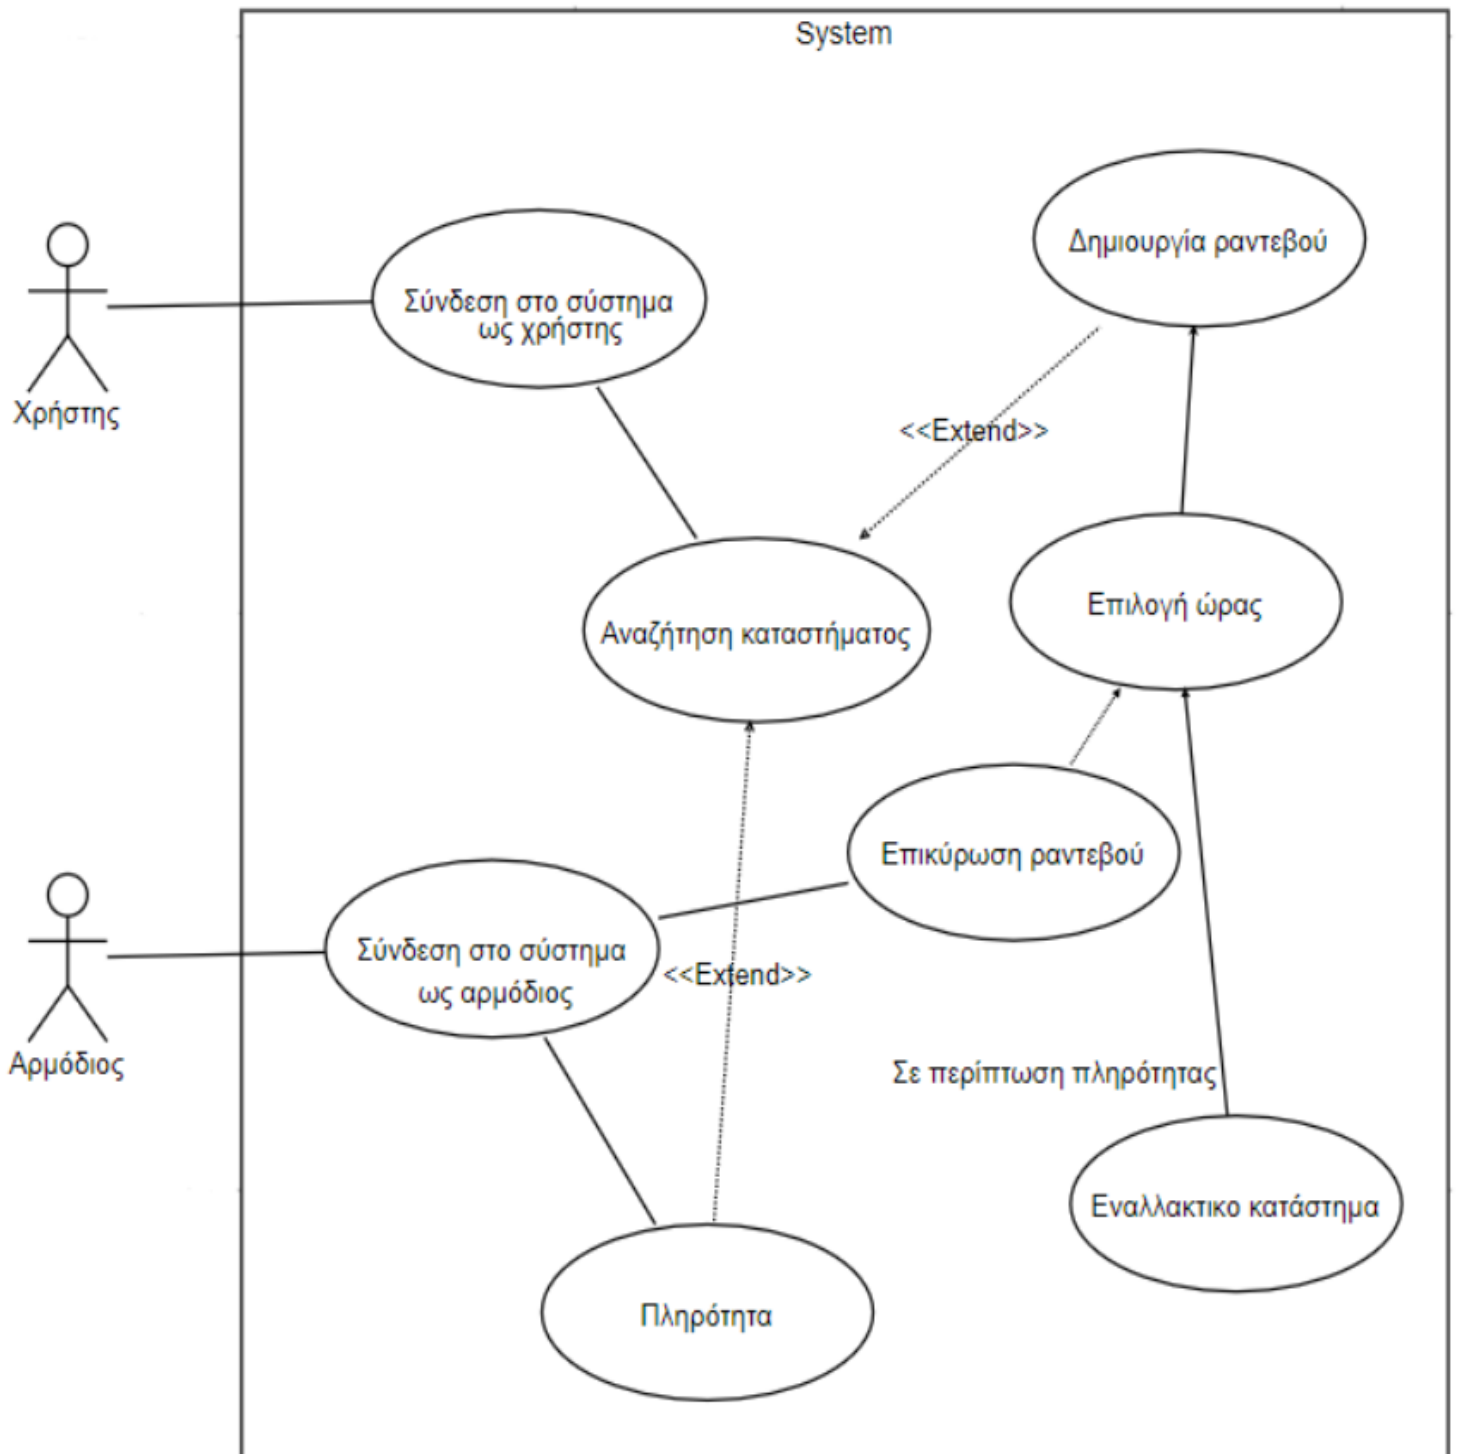 System
Δημιουργία ραντεβού
Σύνδεση στο σύστημα
ως χρήστης
Χρήστης
<<Extend>>
Επιλογή ώρας
Αναζήτηση καταστήματος
Επικύρωση ραντεβού
Σύνδεση στο σύστημα
ως αρμόδιος
<<Extend>>
Αρμόδιος
Σε περίπτωση πληρότητας
Εναλλακτικο κατάστημα
Πληρότητα